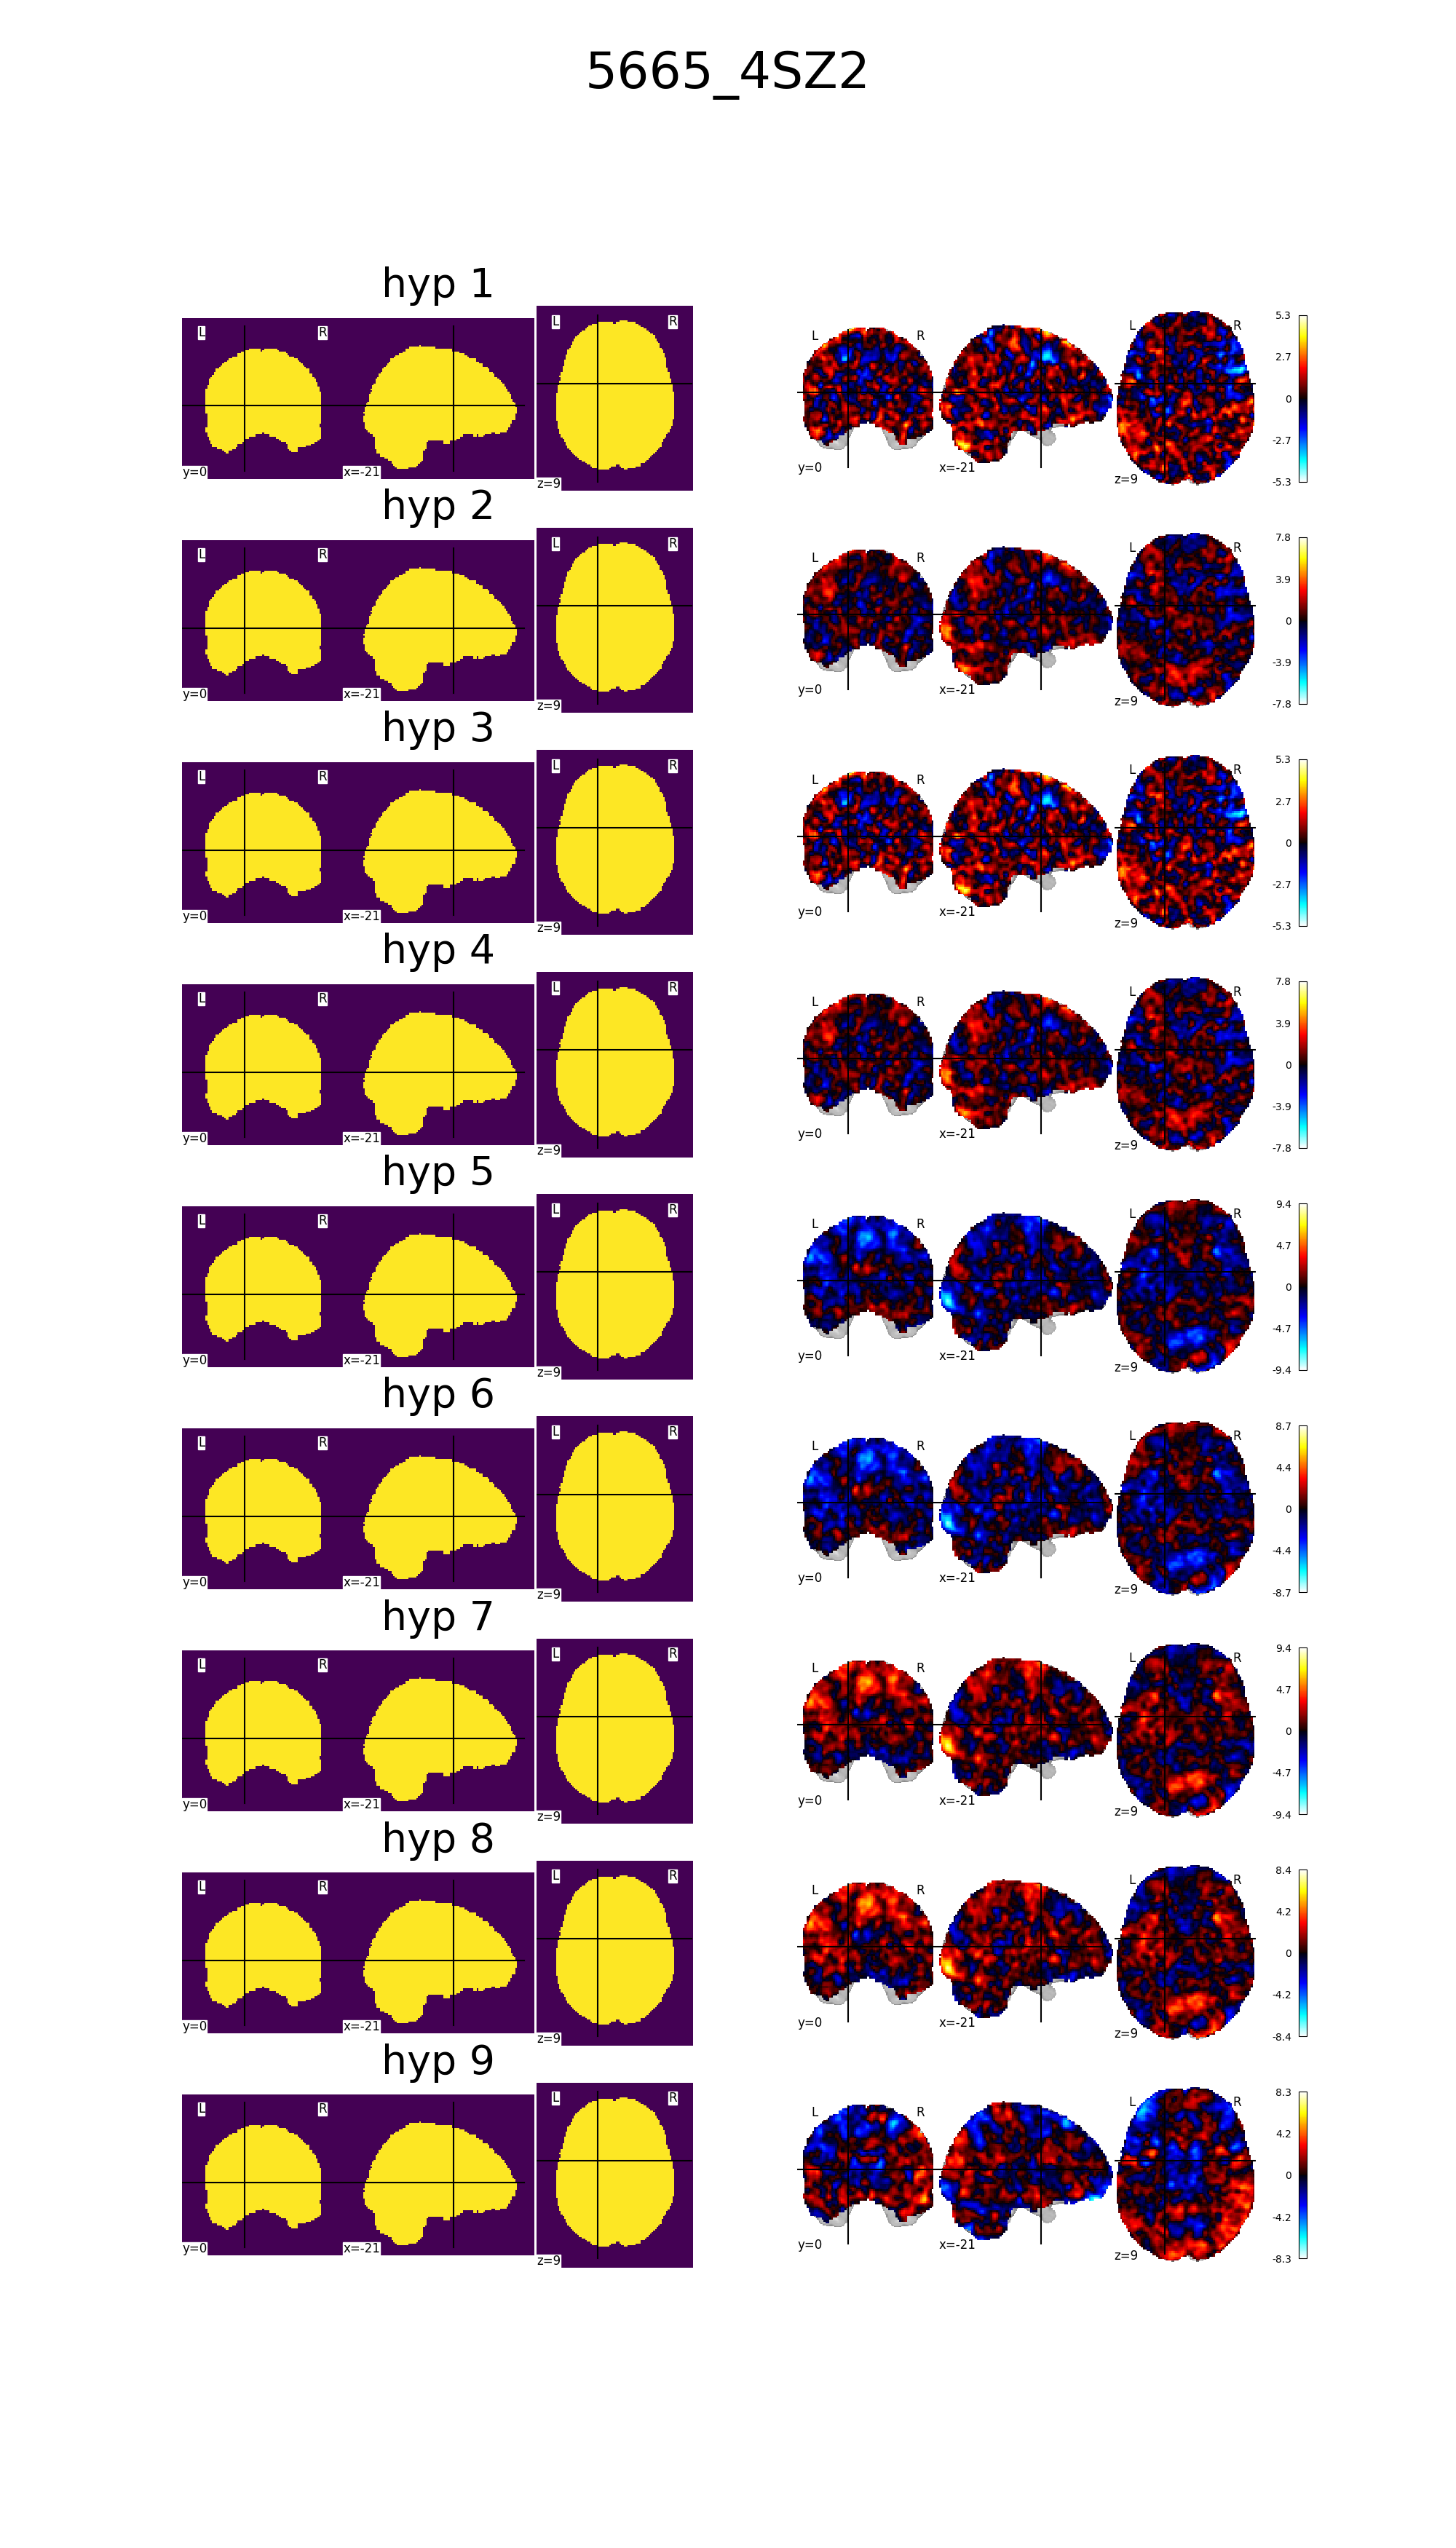 5665_4SZ2
hyp 1
L R L R L R L R
y=0 x=-21 z=9 y=0 x=-21 z=9
5.3
2.7
0
-2.7
-5.3
hyp 2
L R L R L R L R
y=0 x=-21 z=9 y=0 x=-21 z=9
7.8
3.9
0
-3.9
-7.8
hyp 3
L R L R L R L R
y=0 x=-21 z=9 y=0 x=-21 z=9
5.3
2.7
0
-2.7
-5.3
hyp 4
L R L R L R L R
y=0 x=-21 z=9 y=0 x=-21 z=9
7.8
3.9
0
-3.9
-7.8
hyp 5
L R L R L R L R
y=0 x=-21 z=9 y=0 x=-21 z=9
9.4
4.7
0
-4.7
-9.4
hyp 6
L R L R L R L R
y=0 x=-21 z=9 y=0 x=-21 z=9
8.7
4.4
0
-4.4
-8.7
hyp 7
L R L R L R L R
y=0 x=-21 z=9 y=0 x=-21 z=9
9.4
4.7
0
-4.7
-9.4
hyp 8
L R L R L R L R
y=0 x=-21 z=9 y=0 x=-21 z=9
8.4
4.2
0
-4.2
-8.4
hyp 9
L R L R L R L R
y=0 x=-21 z=9 y=0 x=-21 z=9
8.3
4.2
0
-4.2
-8.3